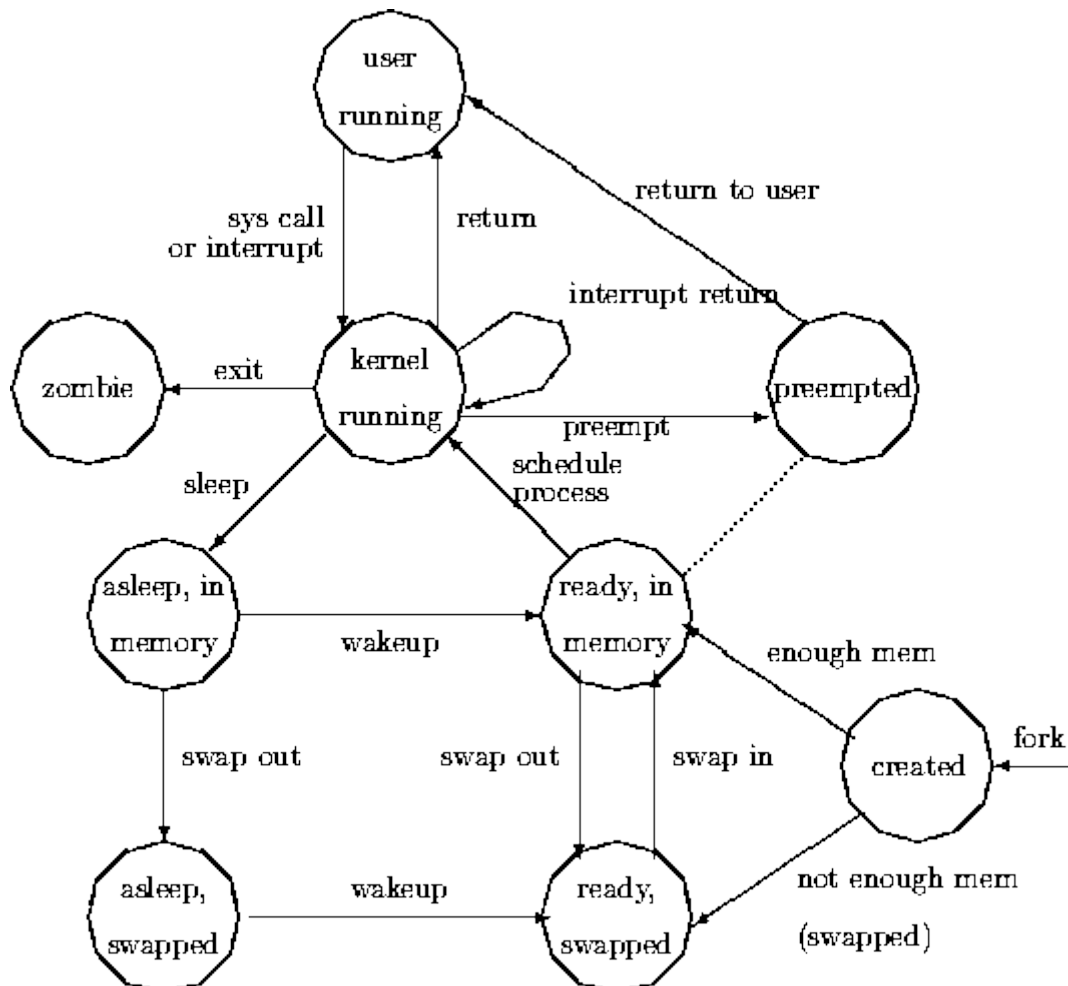 user
running
return to user
sys call
or interrupt
return
interrupt return
zombie
exit
kernel
running
preempted
preempt
schedule
process
sleep
asleep, in
memory
wakeup
ready, in
memory
enough mem
swap out
swap out
swap in
created
fork
asleep,
swapped
wakeup
ready,
swapped
not enough mem
(swapped)